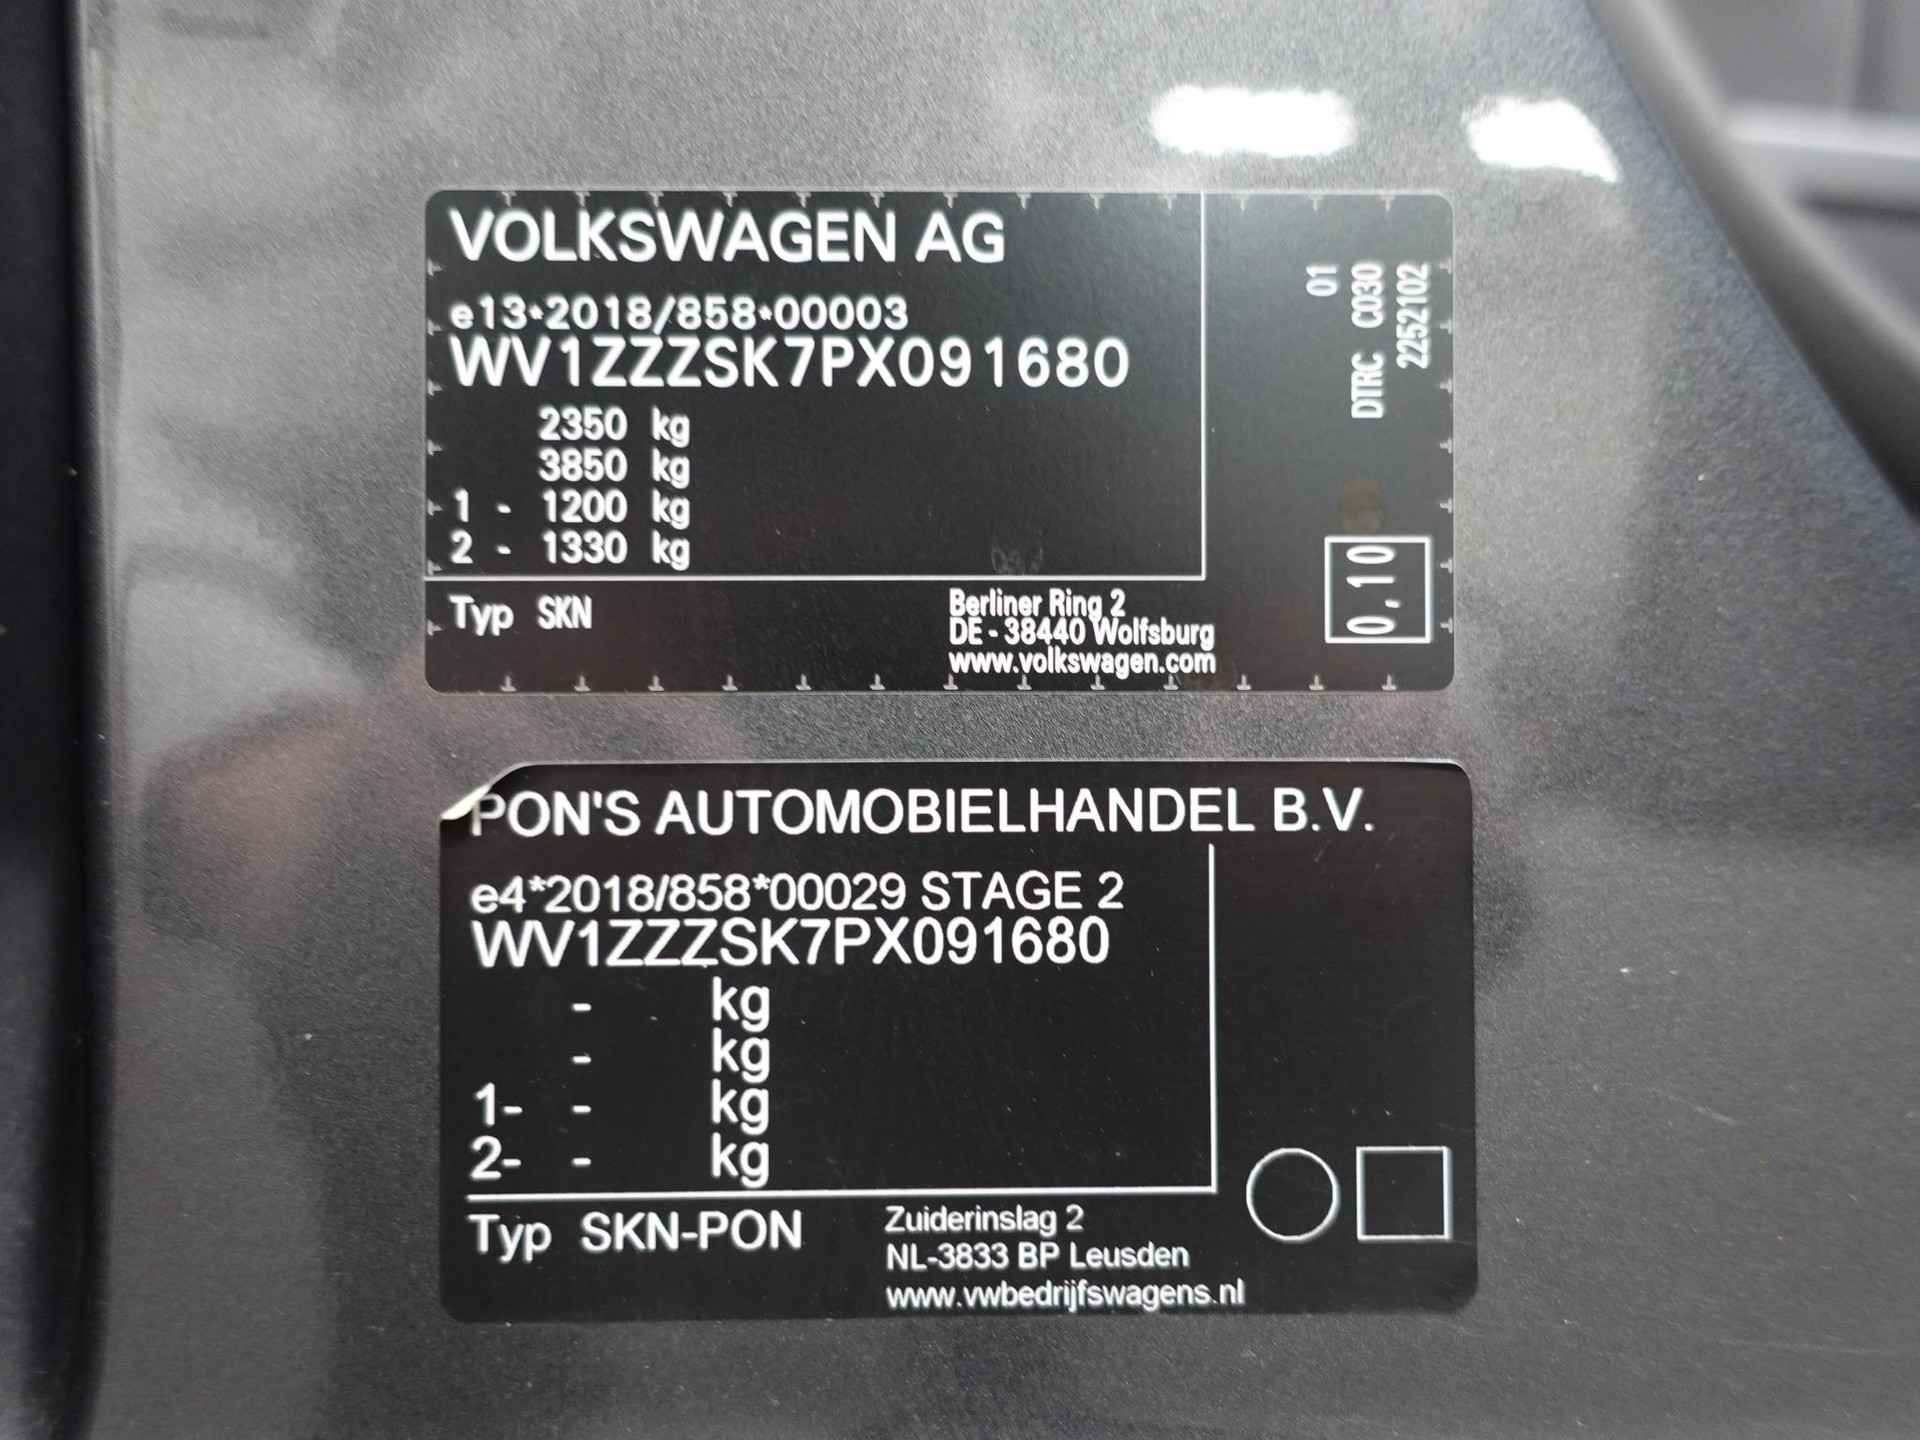 VOLKSWAGEN AG
e13*2018/858*00003
WV1ZZZSK7PX091680
2350 kg
3850 kg
1 - 1200 kg
2 - 1330 kg
Typ SKN
Berliner Ring 2
DE - 38440 Wolfsburg
www.volkswagen.com
01
DTRC C030
2252102
0,10
PON'S AUTOMOBIELHANDEL B.V.
e4*2018/858*00029 STAGE 2
WV1ZZZSK7PX091680
- kg
- kg
1- - kg
2- - kg
Typ SKN-PON
Zuiderinslag 2
NL-3833 BP Leusden
www.vwbedrijfswagens.nl